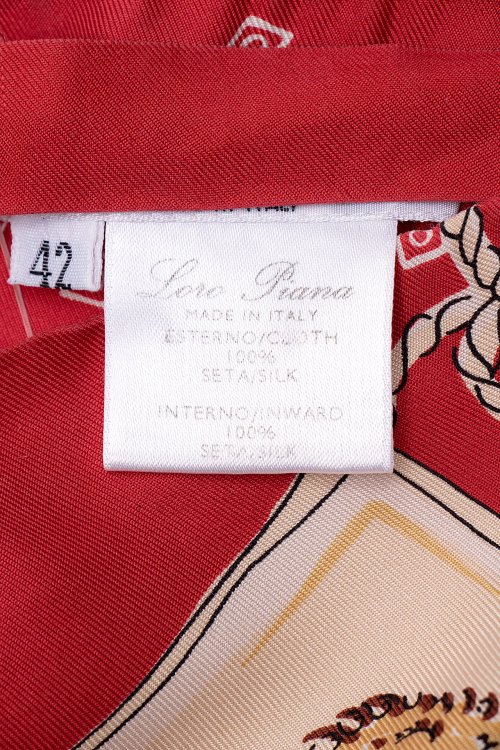 42
Loro Piana
MADE IN ITALY
ESTERNO/CLOTH
100%
SETA/SILK
INTERNO/INWARD
100%
SETA/SILK